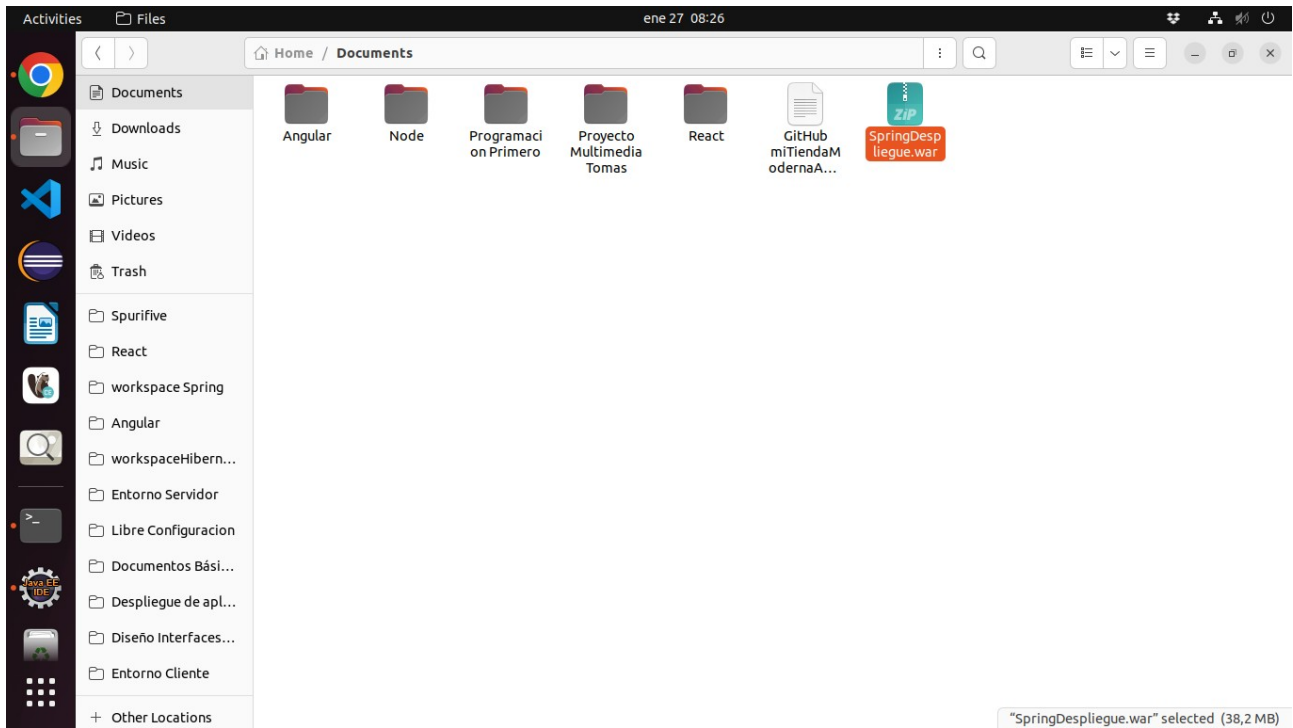 Activities
Files
ene 27 08:26
Home / Documents
Documents
Downloads
Music
Pictures
Videos
Trash
Spurifive
React
workspace Spring
Angular
workspaceHibern...
Entorno Servidor
Libre Configuracion
Documentos Bási...
Despliegue de apl...
Diseño Interfaces...
Entorno Cliente
+ Other Locations
Angular
Node
Programaci
on Primero
Proyecto
Multimedia
Tomas
React
GitHub
miTiendaM
odernaA...
ZIP
SpringDesp
liegue.war
Java EE
IDE
"SpringDespliegue.war" selected (38,2 MB)